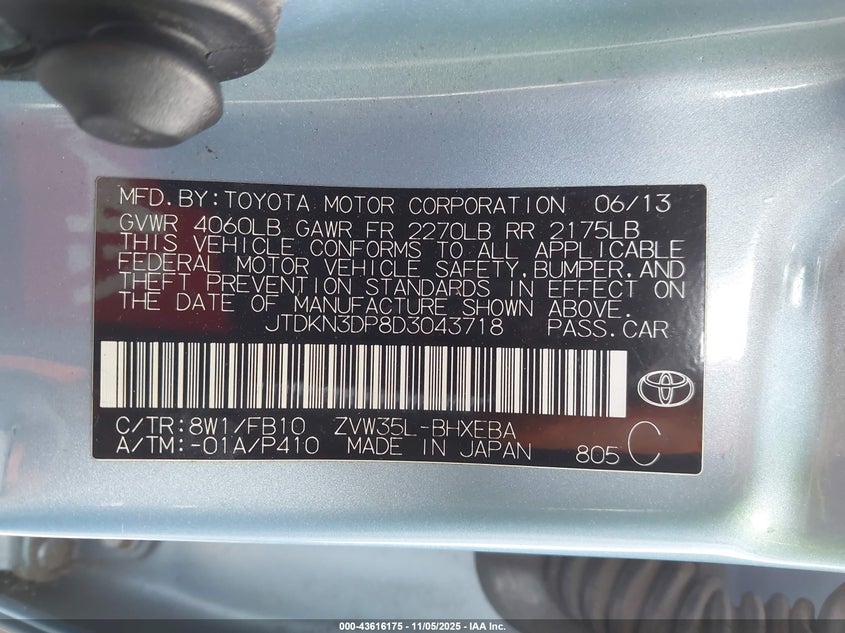 MFD. BY: TOYOTA MOTOR CORPORATION 06/13
GVWR 4060LB GAWR FR 2270LB RR 2175LB
THIS VEHICLE CONFORMS TO ALL APPLICABLE
FEDERAL MOTOR VEHICLE SAFETY, BUMPER, AND
THEFT PREVENTION STANDARDS IN EFFECT ON
THE DATE OF MANUFACTURE SHOWN ABOVE.
JTDKN3DP8D3043718 PASS. CAR
C/TR: 8W1/FB10 ZVW35L-BHXEBA
A/TM: -01A/P410 MADE IN JAPAN 805 C
000-43616175 - 11/05/2025 - IAA Inc.